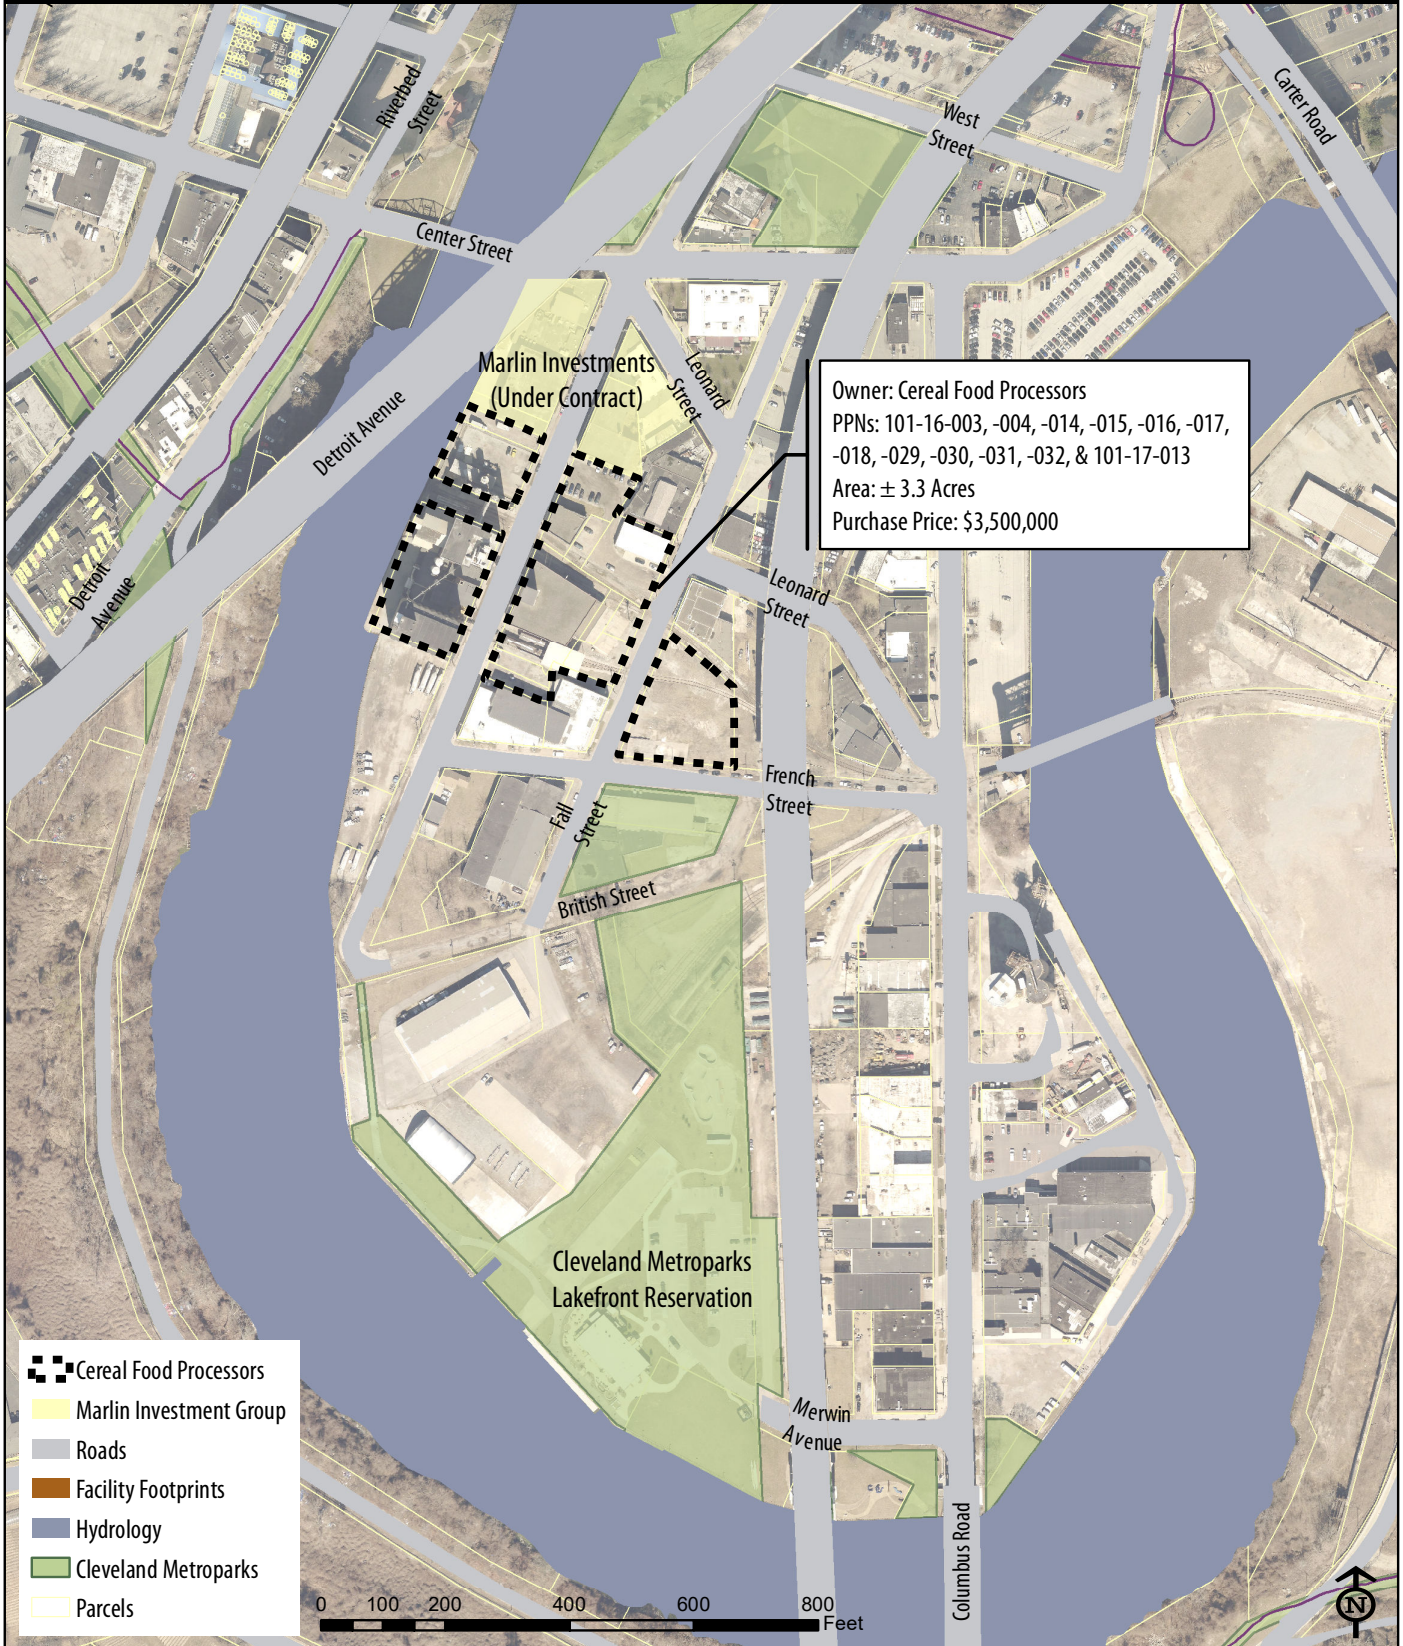 Riverbed
Street
West
Street
Carter Road
Center Street
Marlin Investments
(Under Contract)
Leonard
Street
Detroit Avenue
Owner: Cereal Food Processors
PPNs: 101-16-003, -004, -014, -015, -016, -017,
-018, -029, -030, -031, -032, & 101-17-013
Area: ± 3.3 Acres
Purchase Price: $3,500,000
Detroit
Avenue
Leonard
Street
French
Street
Fall
Street
British Street
Cleveland Metroparks
Lakefront Reservation
Merwin
Avenue
Columbus Road
Cereal Food Processors
Marlin Investment Group
Roads
Facility Footprints
Hydrology
Cleveland Metroparks
Parcels
0 100 200 400 600 800
Feet
N